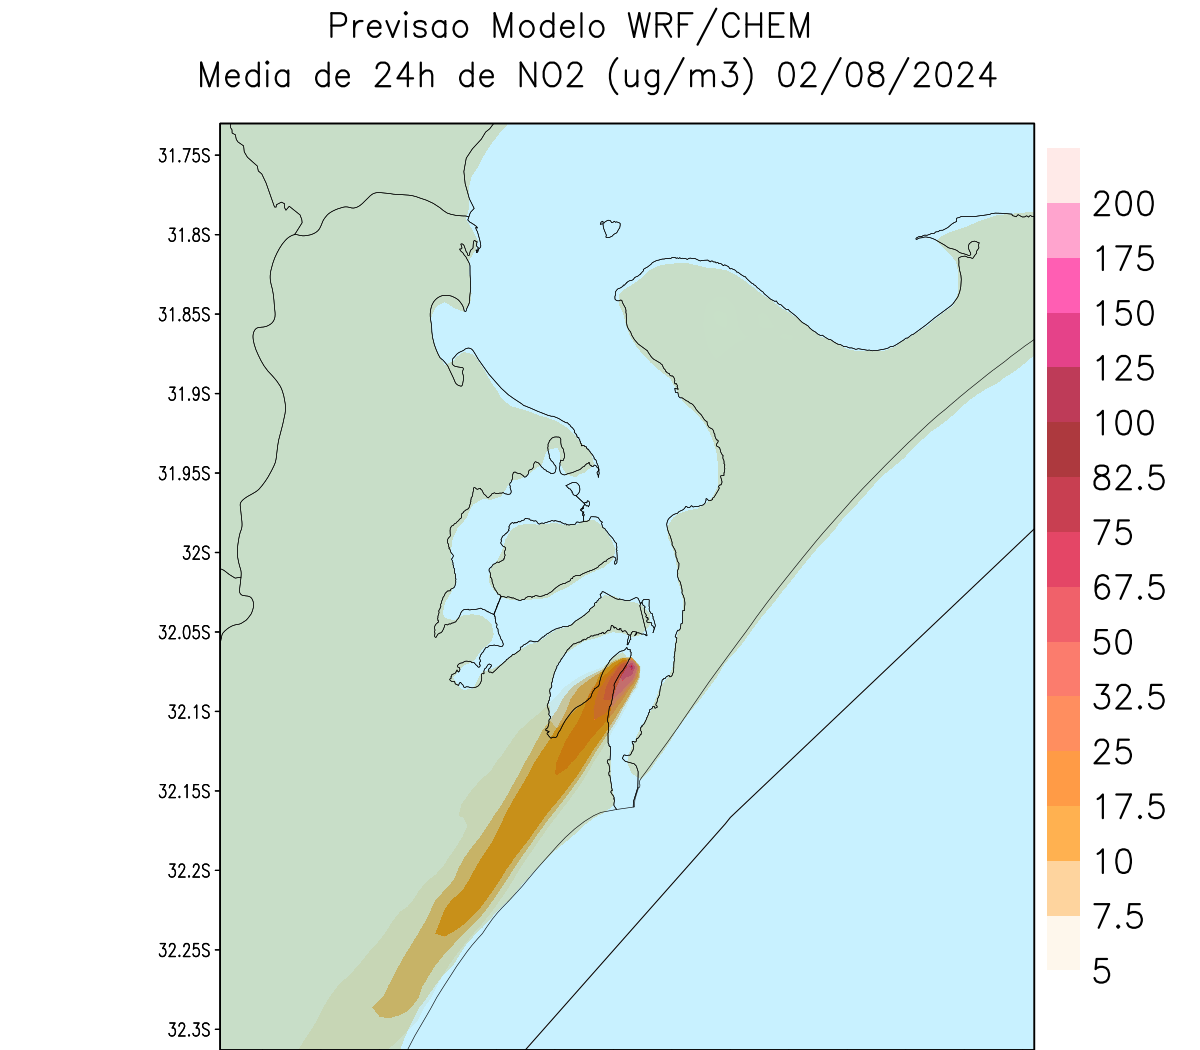 Previsao Modelo WRF/CHEM
Media de 24h de NO2 (ug/m3) 02/08/2024
31.75S
31.8S
31.85S
31.9S
31.95S
32S
32.05S
32.1S
32.15S
32.2S
32.25S
32.3S
200
175
150
125
100
82.5
75
67.5
50
32.5
25
17.5
10
7.5
5